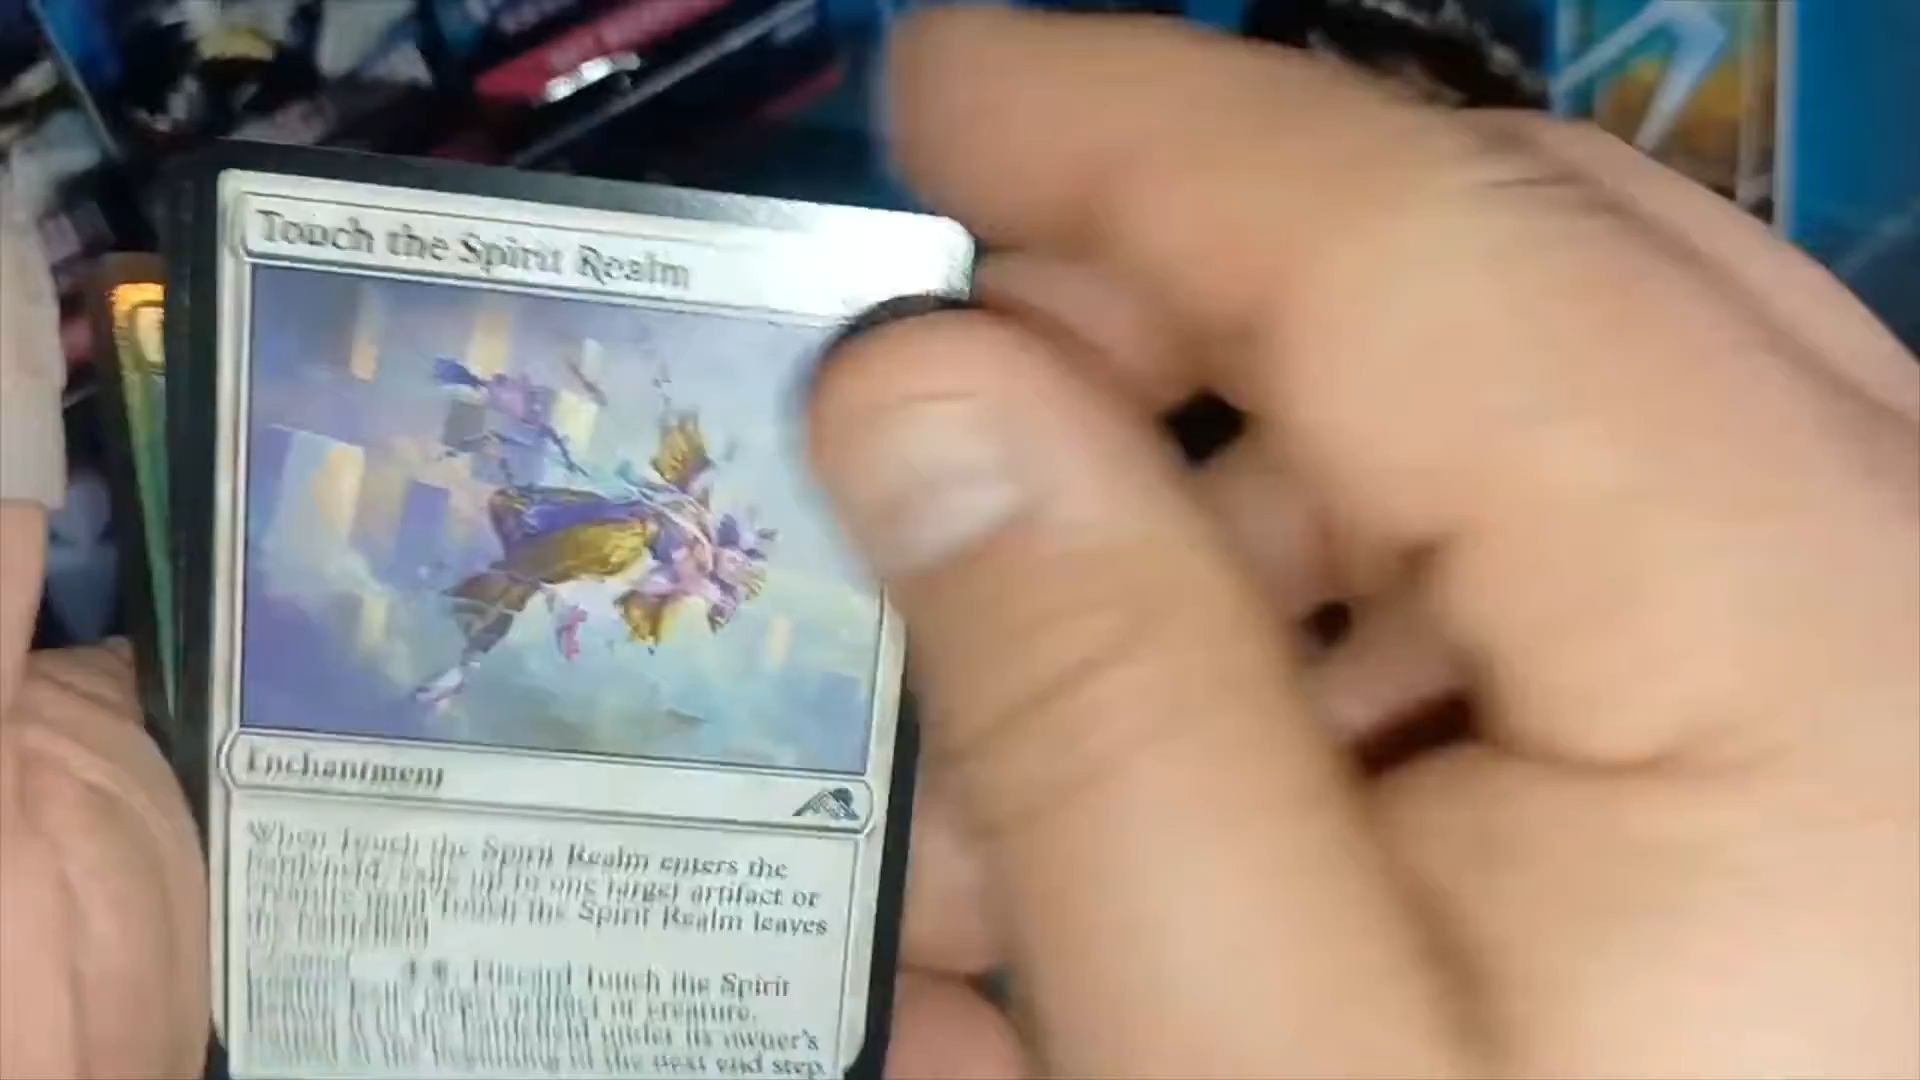 Touch the Spirit Realm
Enchantment
When Touch the Spirit Realm enters the
battlefield, exile up to one target artifact or
creature until Touch the Spirit Realm leaves
the battlefield.
Discard Touch the Spirit
Realm: Exile target artifact or creature.
Return it to the battlefield under its owner's
control at the beginning of the next end step.